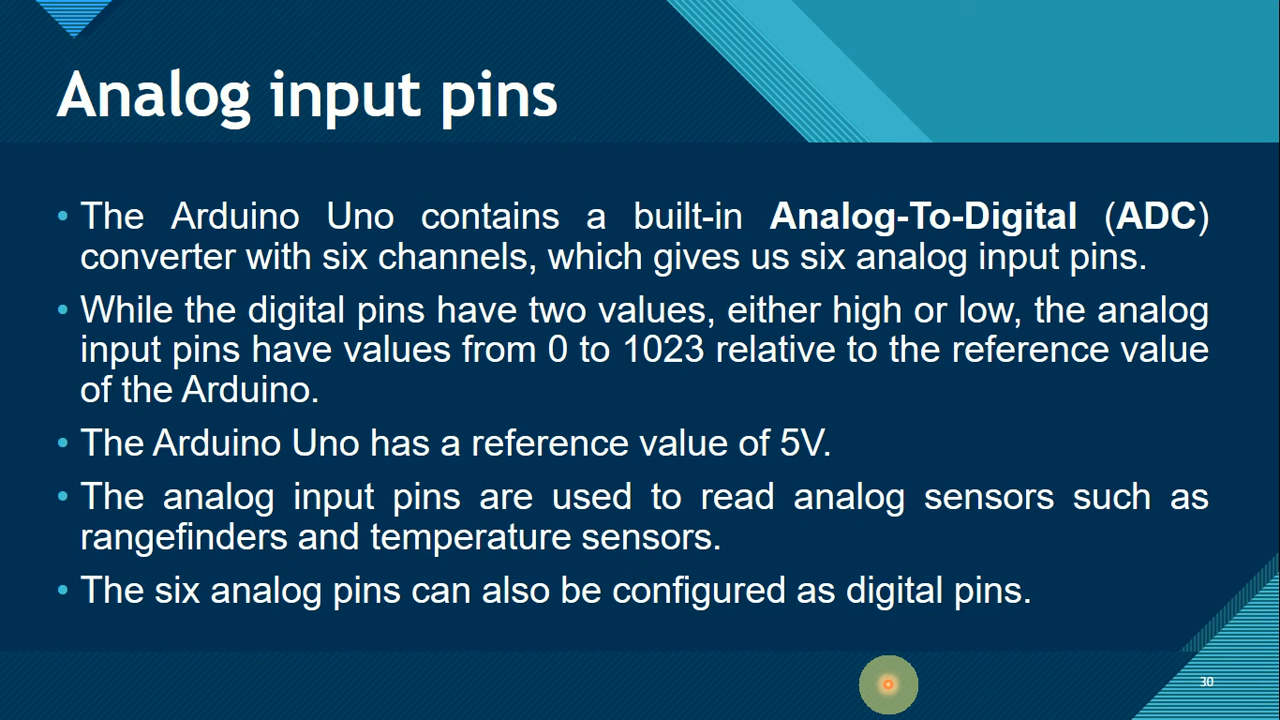 Analog input pins
• The Arduino Uno contains a built-in Analog-To-Digital (ADC)
converter with six channels, which gives us six analog input pins.
• While the digital pins have two values, either high or low, the analog
input pins have values from 0 to 1023 relative to the reference value
of the Arduino.
• The Arduino Uno has a reference value of 5V.
• The analog input pins are used to read analog sensors such as
rangefinders and temperature sensors.
• The six analog pins can also be configured as digital pins.
30